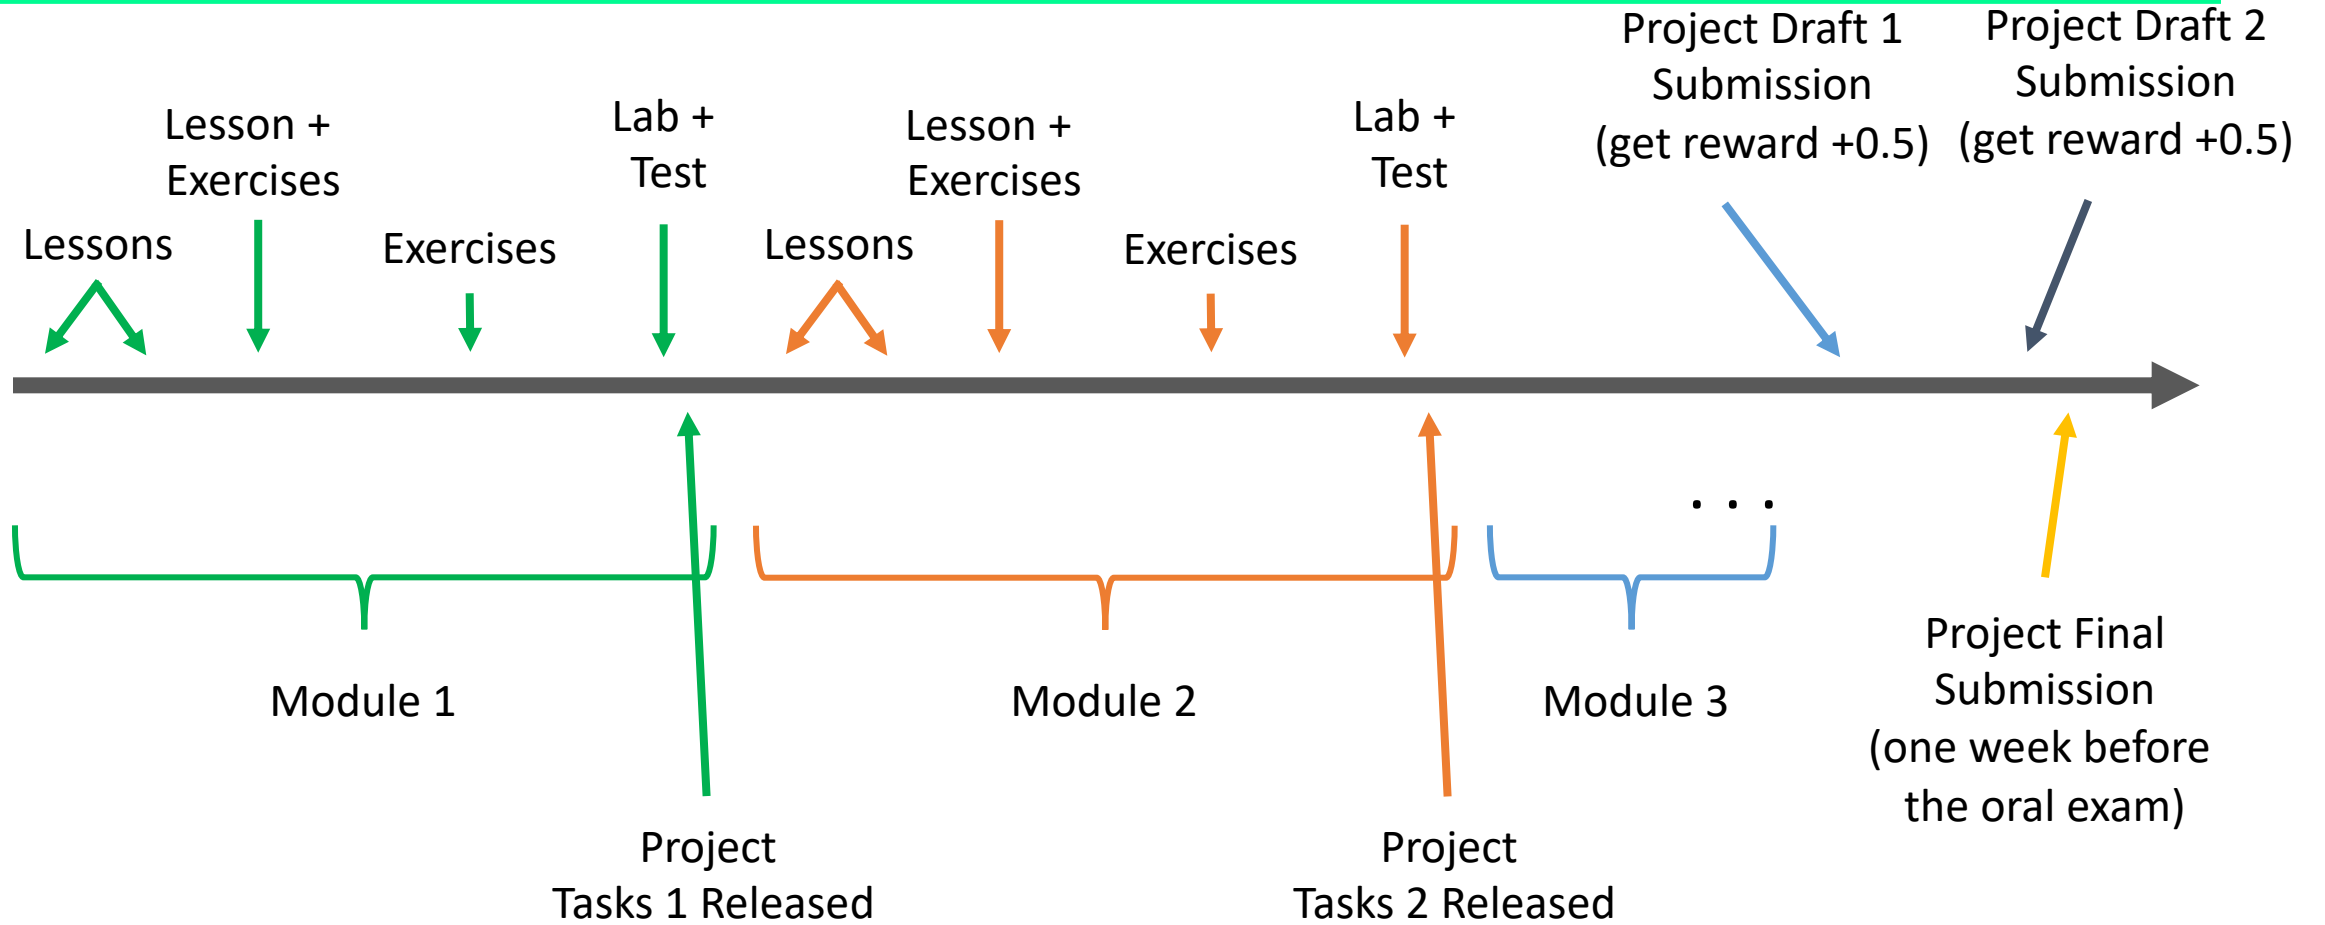 Project Draft 1
Submission
(get reward +0.5)
Project Draft 2
Submission
(get reward +0.5)
Lessons
Lesson +
Exercises
Exercises
Lab +
Test
Lessons
Lesson +
Exercises
Exercises
Lab +
Test
. . .
Module 1
Module 2
Module 3
Project
Tasks 1 Released
Project
Tasks 2 Released
Project Final
Submission
(one week before
the oral exam)